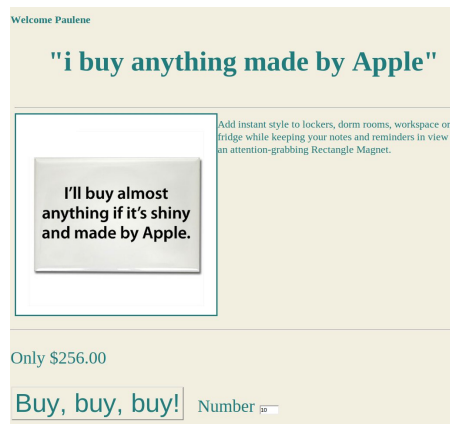 Welcome Paulene
"i buy anything made by Apple"
Add instant style to lockers, dorm rooms, workspace or
fridge while keeping your notes and reminders in view
an attention-grabbing Rectangle Magnet.
I'll buy almost
anything if it's shiny
and made by Apple.
Only $256.00
Buy, buy, buy! Number 10